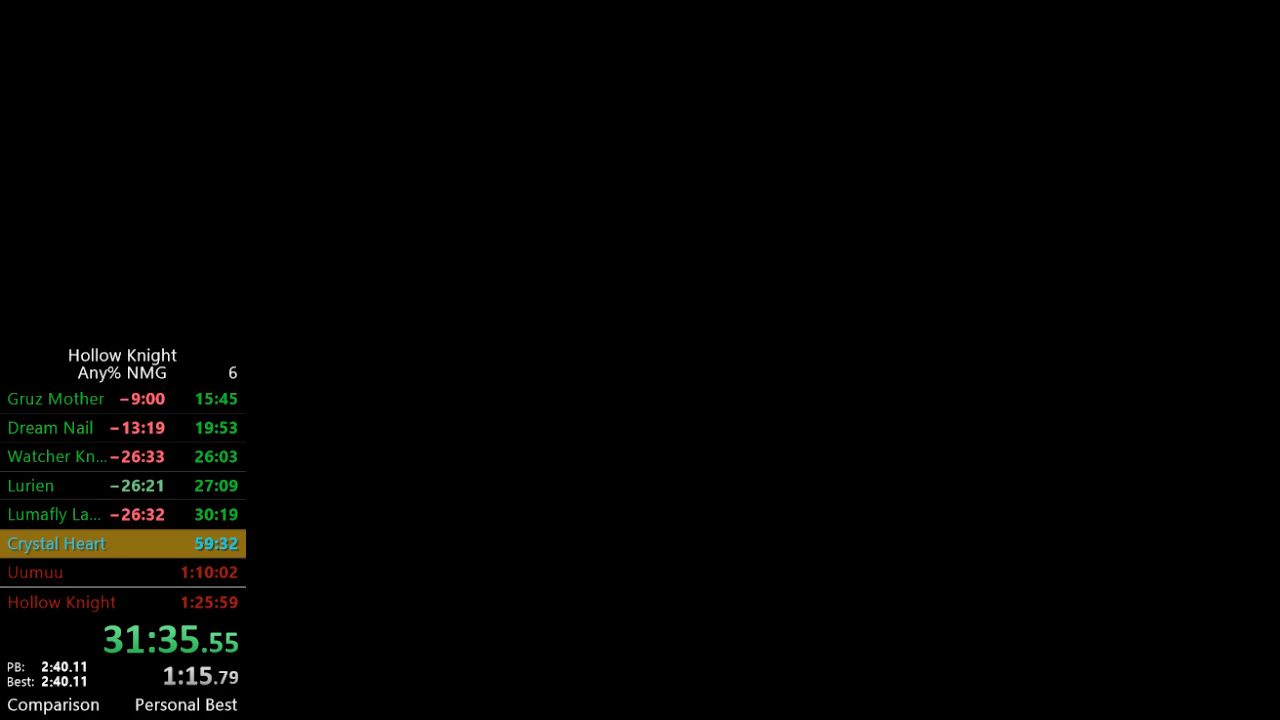 Hollow Knight
Any% NMG 6
Gruz Mother −9:00 15:45
Dream Nail −13:19 19:53
Watcher Kn... −26:33 26:03
Lurien −26:21 27:09
Lumafly La... −26:32 30:19
Crystal Heart 59:32
Uumuu 1:10:02
Hollow Knight 1:25:59
31:35.55
PB: 2:40.11
Best: 2:40.11
1:15.79
Comparison Personal Best